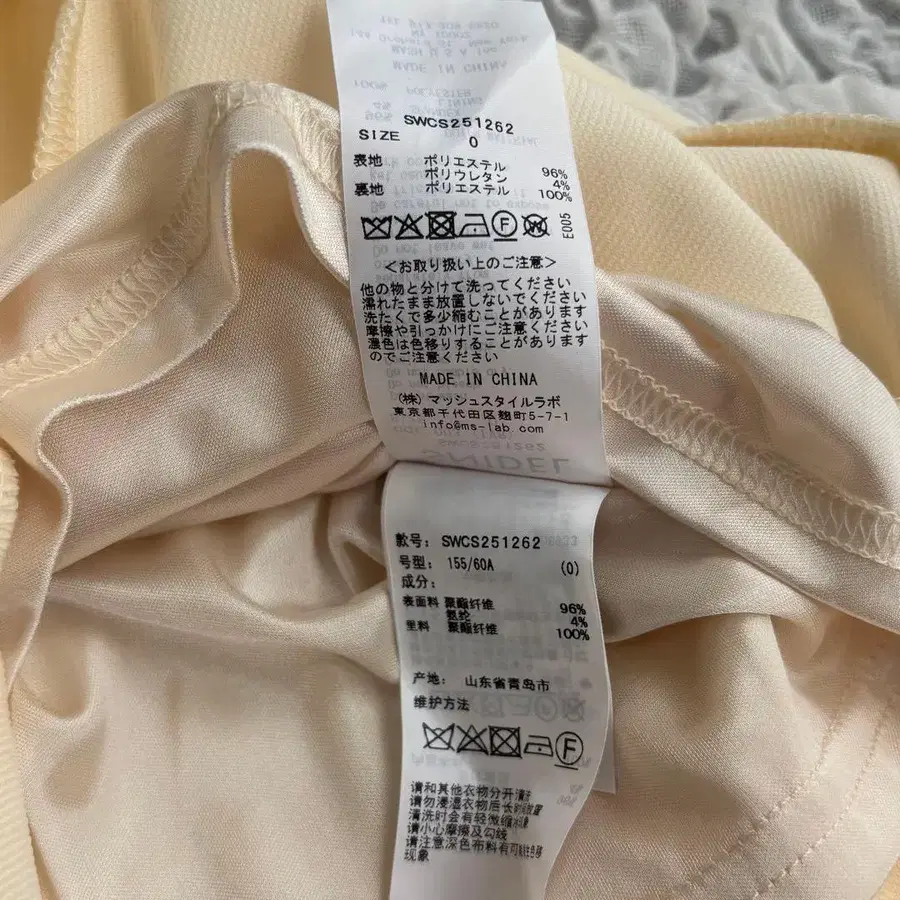 MADE IN CHINA
SWCS251262
SIZE 0
表地 ポリエステル 96%
ポリウレタン 4%
裏地 ポリエステル 100%
F
W
E005
<お取り扱い上のご注意>
他の物と分けて洗ってください
濡れたまま放置しないでください
洗たくで多少縮むことがあります
摩擦や引っかけにご注意ください
濃色は色移りすることがあります
のでご注意ください
MADE IN CHINA
(株) マッシュスタイルラボ
東京都千代田区麹町5-7-1
info@ms-lab.com
SNIDEL
款号: SWCS251262
号型: 155/60A (0)
成分:
表面料 聚酯纤维 96%
氨纶 4%
里料 聚酯纤维 100%
产地: 山东省青岛市
维护方法
F
请和其他衣物分开清洗
请勿浸湿衣物后长时间放置
清洗时会有轻微缩水现象
请小心摩擦及勾线
请注意深色布料有可能往色移
现象